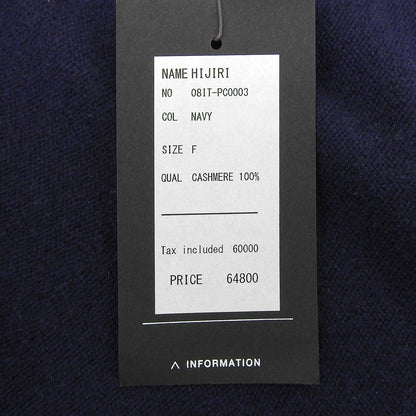 NAME HIJIRI
NO 08IT-PC0003
COL NAVY
SIZE F
QUAL CASHMERE 100%
Tax included 60000
PRICE 64800
Λ INFORMATION